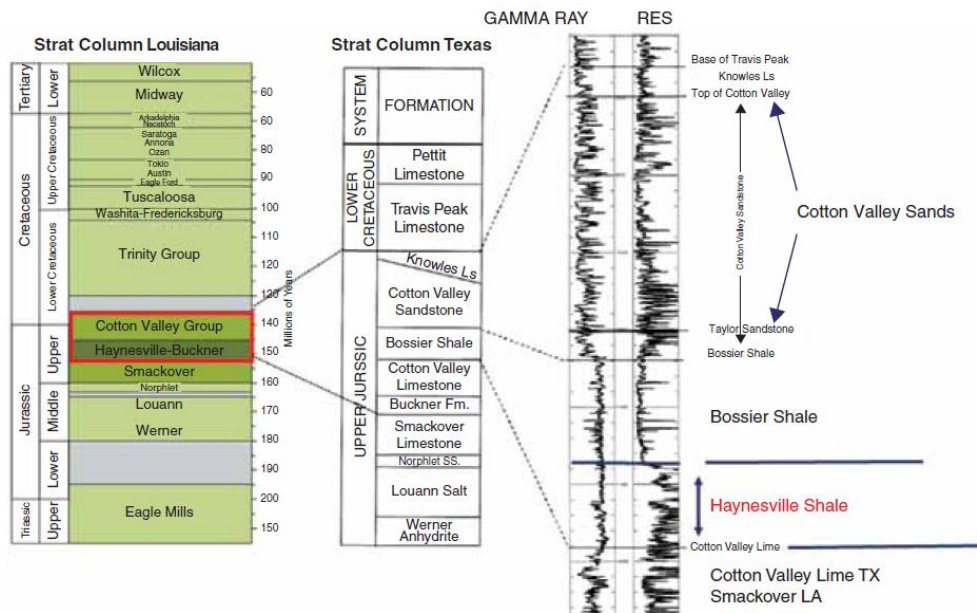 GAMMA RAY RES
Strat Column Louisiana
Tertiary
Lower
Wilcox
Midway
Cretaceous
Upper Cretaceous
Arkadelphia
Nacatoch
Saratoga
Annona
Ozan
Tokio
Austin
Eagle Ford
Tuscaloosa
Lower Cretaceous
Washita-Fredericksburg
Trinity Group
Jurassic
Upper
Cotton Valley Group
Haynesville-Buckner
Smackover
Middle
Norphlet
Louann
Werner
Lower
Triassic
Upper
Eagle Mills
60
70
80
90
100
110
120
130
140
150
160
170
180
190
200
150
Millions of Years
Strat Column Texas
SYSTEM
FORMATION
LOWER
CRETACEOUS
Pettit
Limestone
Travis Peak
Limestone
UPPER JURSSIC
Knowles Ls
Cotton Valley
Sandstone
Bossier Shale
Cotton Valley
Limestone
Buckner Fm.
Smackover
Limestone
Norphlet SS.
Louann Salt
Werner
Anhydrite
Base of Travis Peak
Knowles Ls
Top of Cotton Valley
Cotton Valley Sandstone
Cotton Valley Sands
Taylor Sandstone
Bossier Shale
Bossier Shale
Haynesville Shale
Cotton Valley Lime
Cotton Valley Lime TX
Smackover LA